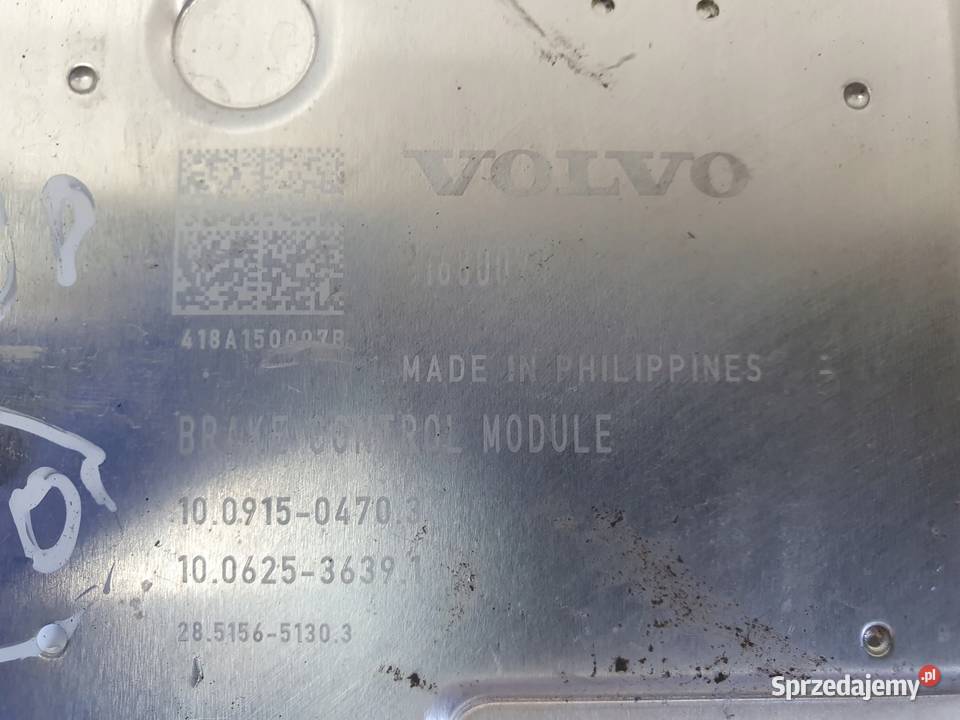 VOLVO
418A150097B
MADE IN PHILIPPINES
BRAKE CONTROL MODULE
10.0915-0470.3
10.0625-3639.1
28.5156-5130.3
Sprzedajemy.pl